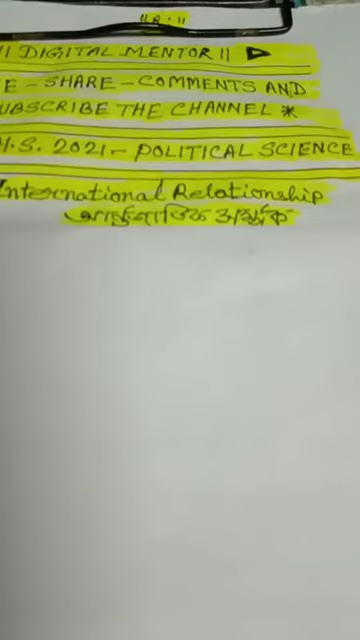 || DIGITAL MENTOR || ▷
E - SHARE - COMMENTS AND
UBSCRIBE THE CHANNEL *
H.S. 2021 - POLITICAL SCIENCE
International Relationship
আন্তর্জাতিক সম্পর্ক